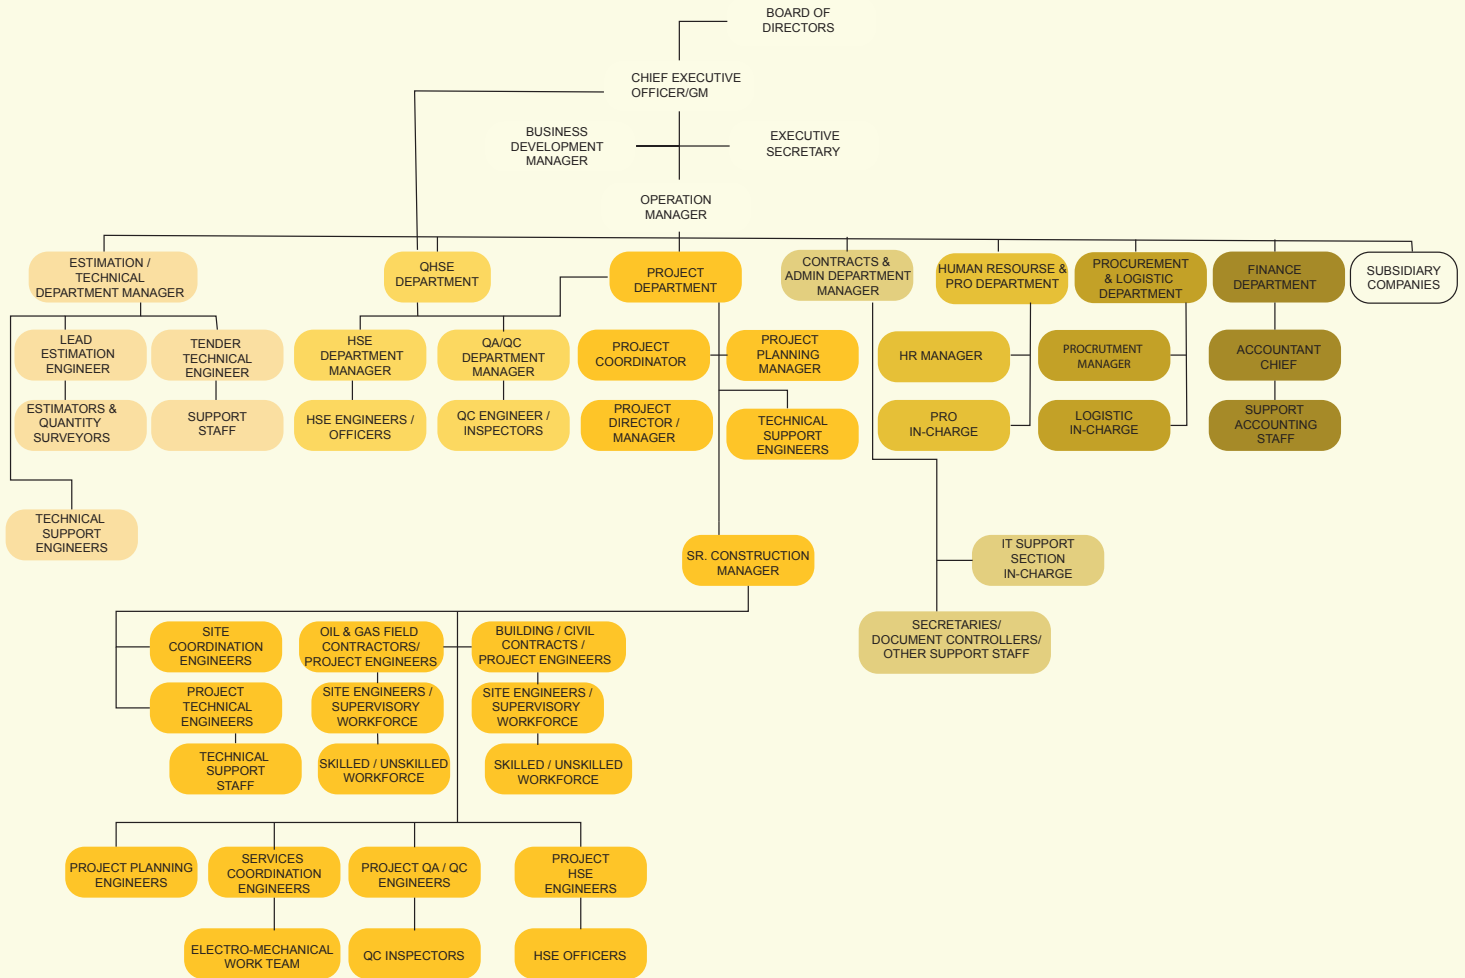 BOARD OF
DIRECTORS
CHIEF EXECUTIVE
OFFICER/GM
BUSINESS
DEVELOPMENT
MANAGER
EXECUTIVE
SECRETARY
OPERATION
MANAGER
ESTIMATION /
TECHNICAL
DEPARTMENT MANAGER
QHSE
DEPARTMENT
PROJECT
DEPARTMENT
CONTRACTS &
ADMIN DEPARTMENT
MANAGER
HUMAN RESOURSE &
PRO DEPARTMENT
PROCUREMENT
& LOGISTIC
DEPARTMENT
FINANCE
DEPARTMENT
SUBSIDIARY
COMPANIES
LEAD
ESTIMATION
ENGINEER
TENDER
TECHNICAL
ENGINEER
HSE
DEPARTMENT
MANAGER
QA/QC
DEPARTMENT
MANAGER
PROJECT
COORDINATOR
PROJECT
PLANNING
MANAGER
HR MANAGER
PROCRUTMENT
MANAGER
ACCOUNTANT
CHIEF
ESTIMATORS &
QUANTITY
SURVEYORS
SUPPORT
STAFF
HSE ENGINEERS /
OFFICERS
QC ENGINEER /
INSPECTORS
PROJECT
DIRECTOR /
MANAGER
TECHNICAL
SUPPORT
ENGINEERS
PRO
IN-CHARGE
LOGISTIC
IN-CHARGE
SUPPORT
ACCOUNTING
STAFF
TECHNICAL
SUPPORT
ENGINEERS
SR. CONSTRUCTION
MANAGER
IT SUPPORT
SECTION
IN-CHARGE
SECRETARIES/
DOCUMENT CONTROLLERS/
OTHER SUPPORT STAFF
SITE
COORDINATION
ENGINEERS
OIL & GAS FIELD
CONTRACTORS/
PROJECT ENGINEERS
BUILDING / CIVIL
CONTRACTS /
PROJECT ENGINEERS
PROJECT
TECHNICAL
ENGINEERS
SITE ENGINEERS /
SUPERVISORY
WORKFORCE
SITE ENGINEERS /
SUPERVISORY
WORKFORCE
TECHNICAL
SUPPORT
STAFF
SKILLED / UNSKILLED
WORKFORCE
SKILLED / UNSKILLED
WORKFORCE
PROJECT PLANNING
ENGINEERS
SERVICES
COORDINATION
ENGINEERS
PROJECT QA / QC
ENGINEERS
PROJECT
HSE
ENGINEERS
ELECTRO-MECHANICAL
WORK TEAM
QC INSPECTORS
HSE OFFICERS